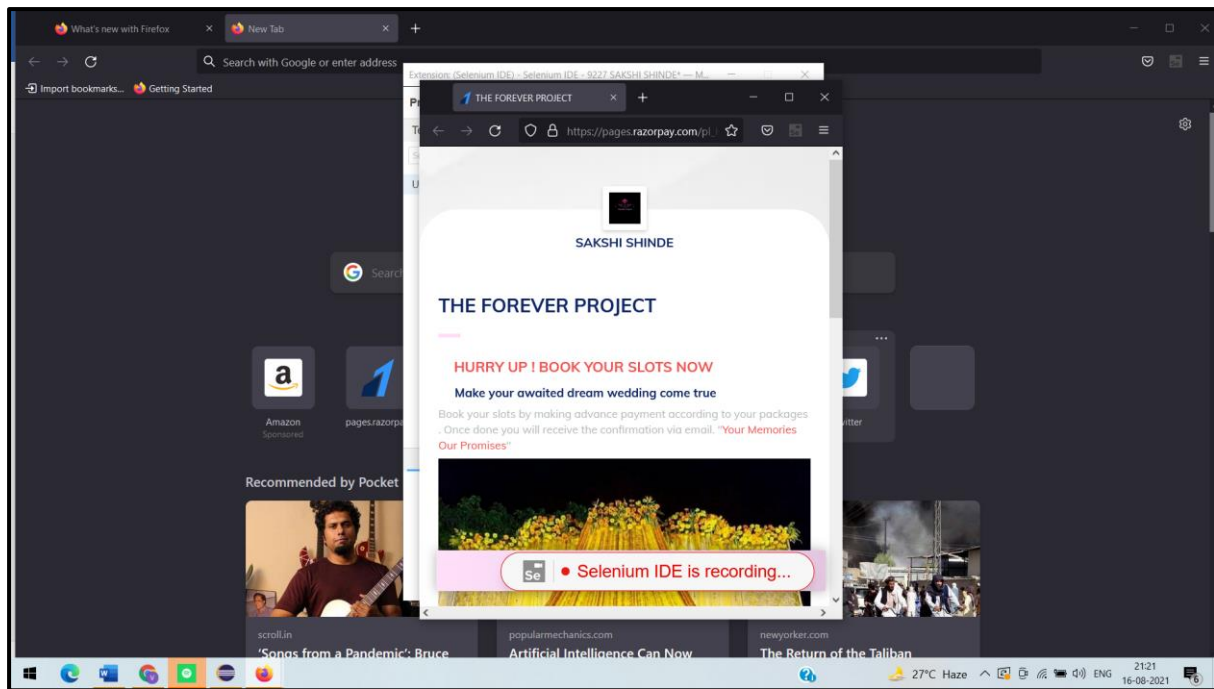 What's new with Firefox
New Tab
Search with Google or enter address
Import bookmarks...
Getting Started
Extension: (Selenium IDE) - Selenium IDE - 9227 SAKSHI SHINDE* — M...
THE FOREVER PROJECT
https://pages.razorpay.com/pl_
SAKSHI SHINDE
THE FOREVER PROJECT
HURRY UP ! BOOK YOUR SLOTS NOW
Make your awaited dream wedding come true
Book your slots by making advance payment according to your packages
. Once done you will receive the confirmation via email. "Your Memories
Our Promises"
Se
Selenium IDE is recording...
Search
a
Amazon
Sponsored
pages.razorpa
itter
Recommended by Pocket
scroll.in
'Songs from a Pandemic': Bruce
popularmechanics.com
Artificial Intelligence Can Now
newyorker.com
The Return of the Taliban
27°C Haze
ENG
21:21
16-08-2021
6